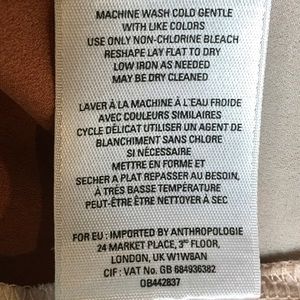 MACHINE WASH COLD GENTLE
WITH LIKE COLORS
USE ONLY NON-CHLORINE BLEACH
RESHAPE LAY FLAT TO DRY
LOW IRON AS NEEDED
MAY BE DRY CLEANED
LAVER À LA MACHINE À L'EAU FROIDE
AVEC COULEURS SIMILAIRES
CYCLE DÉLICAT UTILISER UN AGENT DE
BLANCHIMENT SANS CHLORE
SI NÉCESSAIRE
METTRE EN FORME ET
SECHER A PLAT REPASSER AU BESOIN,
À TRÈS BASSE TEMPÉRATURE
PEUT-ÊTRE NETTOYER À SEC
FOR EU : IMPORTED BY ANTHROPOLOGIE
24 MARKET PLACE, 3RD FLOOR,
LONDON, UK W1W8AN
CIF : VAT No. GB 684936382
OB442837